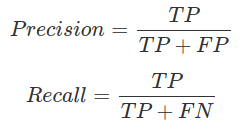 Precision = TP / (TP + FP)
Recall = TP / (TP + FN)